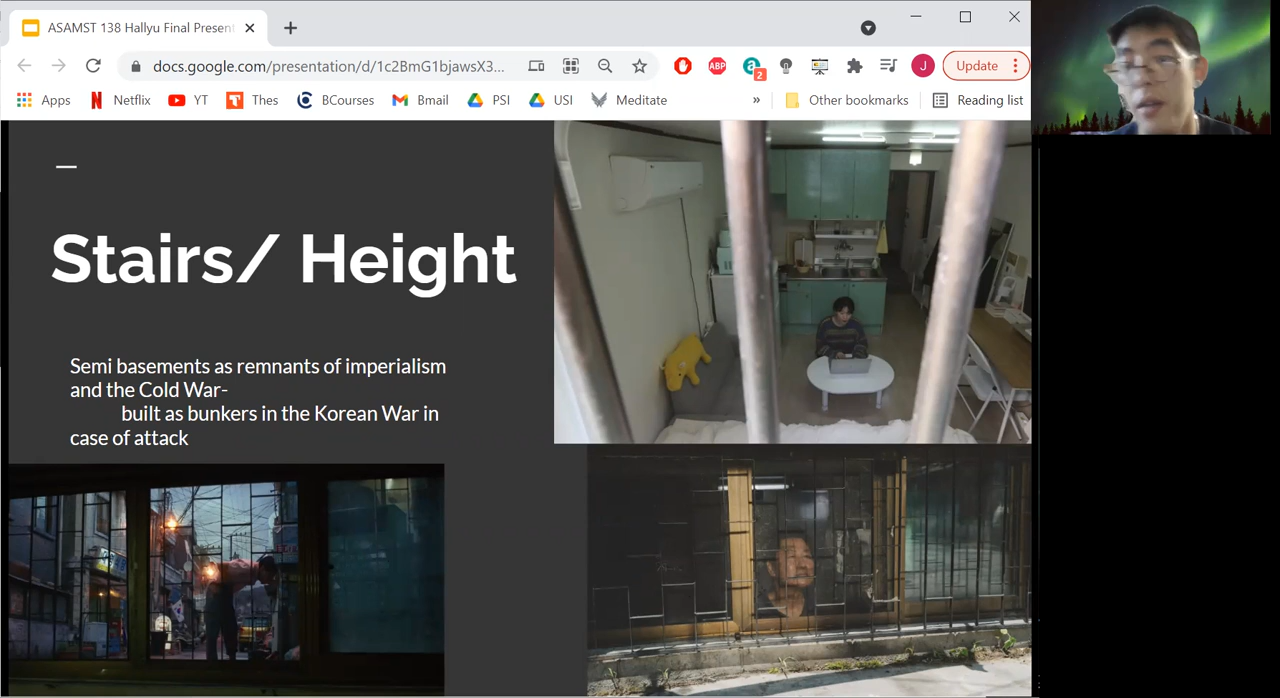 ASAMST 138 Hallyu Final Present
docs.google.com/presentation/d/1c2BmG1bjawsX3...
ABP
2
J
Update
Apps
Netflix
YT
Thes
BCourses
Bmail
PSI
USI
Meditate
»
Other bookmarks
Reading list
Stairs/ Height
Semi basements as remnants of imperialism
and the Cold War-
built as bunkers in the Korean War in
case of attack